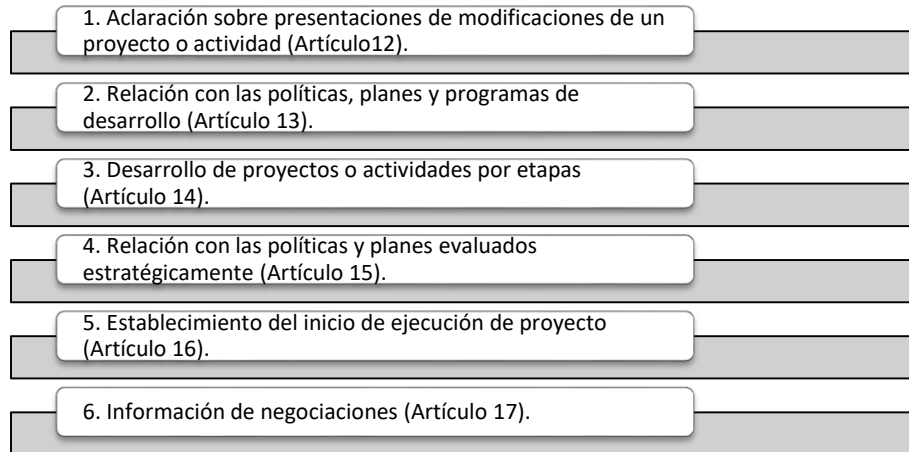 1. Aclaración sobre presentaciones de modificaciones de un
proyecto o actividad (Artículo12).
2. Relación con las políticas, planes y programas de
desarrollo (Artículo 13).
3. Desarrollo de proyectos o actividades por etapas
(Artículo 14).
4. Relación con las políticas y planes evaluados
estratégicamente (Artículo 15).
5. Establecimiento del inicio de ejecución de proyecto
(Artículo 16).
6. Información de negociaciones (Artículo 17).